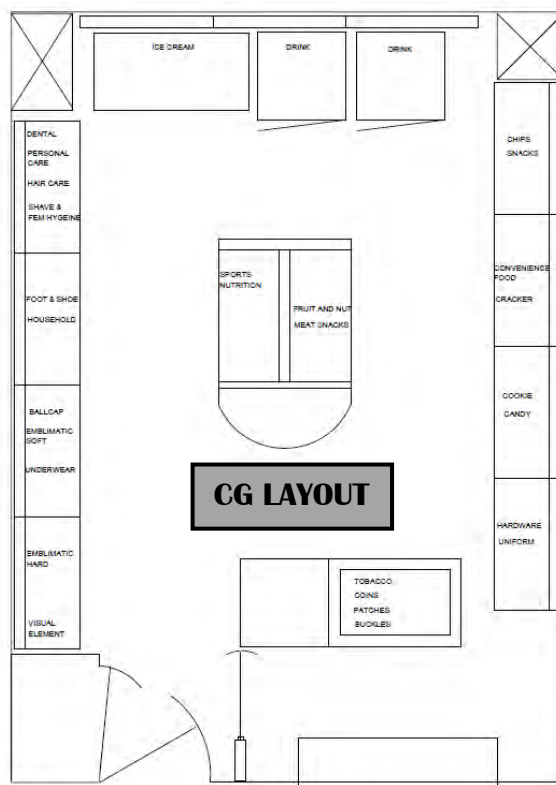 ICE CREAM
DRINK
DRINK
DENTAL
PERSONAL
CARE
HAIR CARE
SHAVE &
FEM HYGEINE
CHIPS
SNACKS
FOOT & SHOE
HOUSEHOLD
SPORTS
NUTRITION
FRUIT AND NUT
MEAT SNACKS
CONVENIENCE
FOOD
CRACKER
BALLCAP
EMBLIMATIC
SOFT
UNDERWEAR
COOKIE
CANDY
CG LAYOUT
EMBLIMATIC
HARD
VISUAL
ELEMENT
TOBACCO
COINS
PATCHES
BUCKLES
HARDWARE
UNIFORM